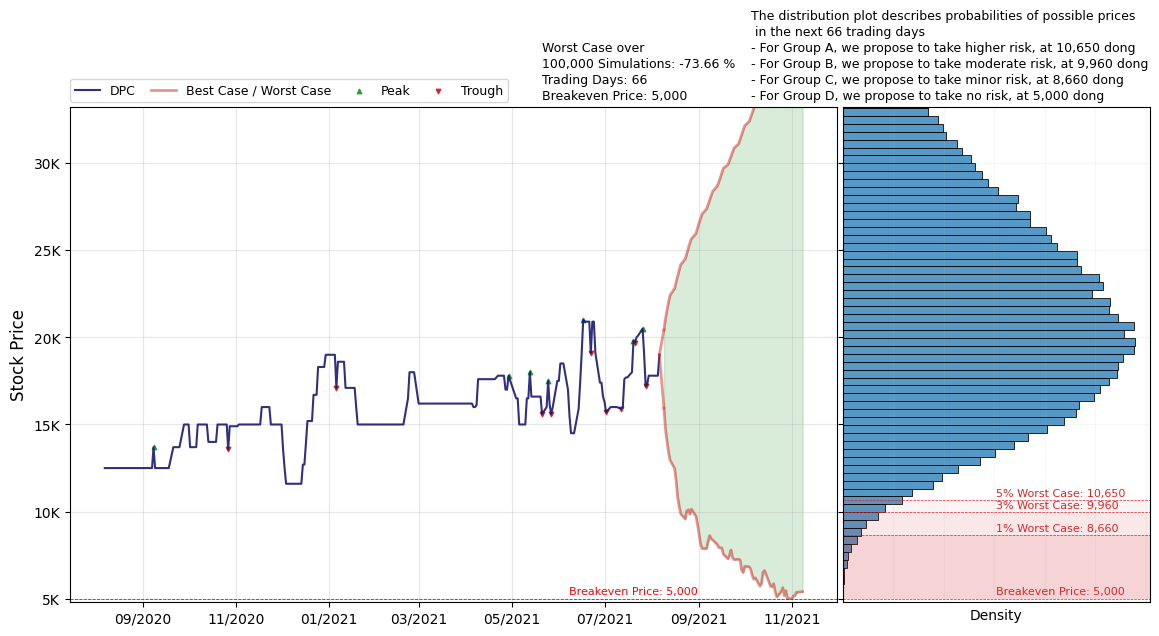 The distribution plot describes probabilities of possible prices
in the next 66 trading days
- For Group A, we propose to take higher risk, at 10,650 dong
- For Group B, we propose to take moderate risk, at 9,960 dong
- For Group C, we propose to take minor risk, at 8,660 dong
- For Group D, we propose to take no risk, at 5,000 dong
Worst Case over
100,000 Simulations: -73.66 %
Trading Days: 66
Breakeven Price: 5,000
DPC
Best Case / Worst Case
Peak
Trough
Stock Price
30K
25K
20K
15K
10K
5K
Breakeven Price: 5,000
09/2020
11/2020
01/2021
03/2021
05/2021
07/2021
09/2021
11/2021
5% Worst Case: 10,650
3% Worst Case: 9,960
1% Worst Case: 8,660
Breakeven Price: 5,000
Density